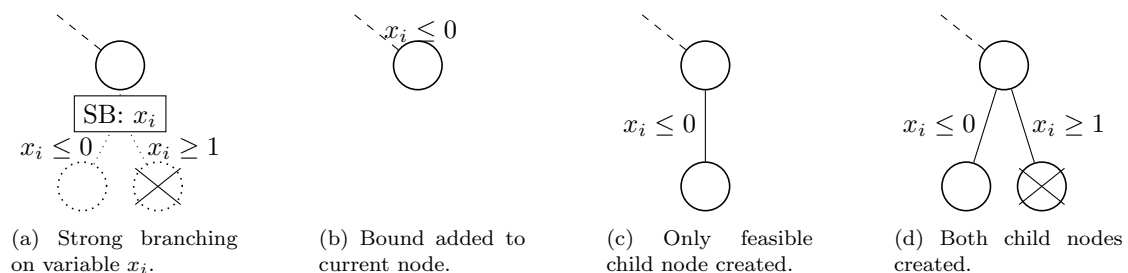 SB: x_i
x_i ≤ 0
x_i ≥ 1
(a) Strong branching
on variable x_i.
x_i ≤ 0
(b) Bound added to
current node.
x_i ≤ 0
(c) Only feasible
child node created.
x_i ≤ 0
x_i ≥ 1
(d) Both child nodes
created.